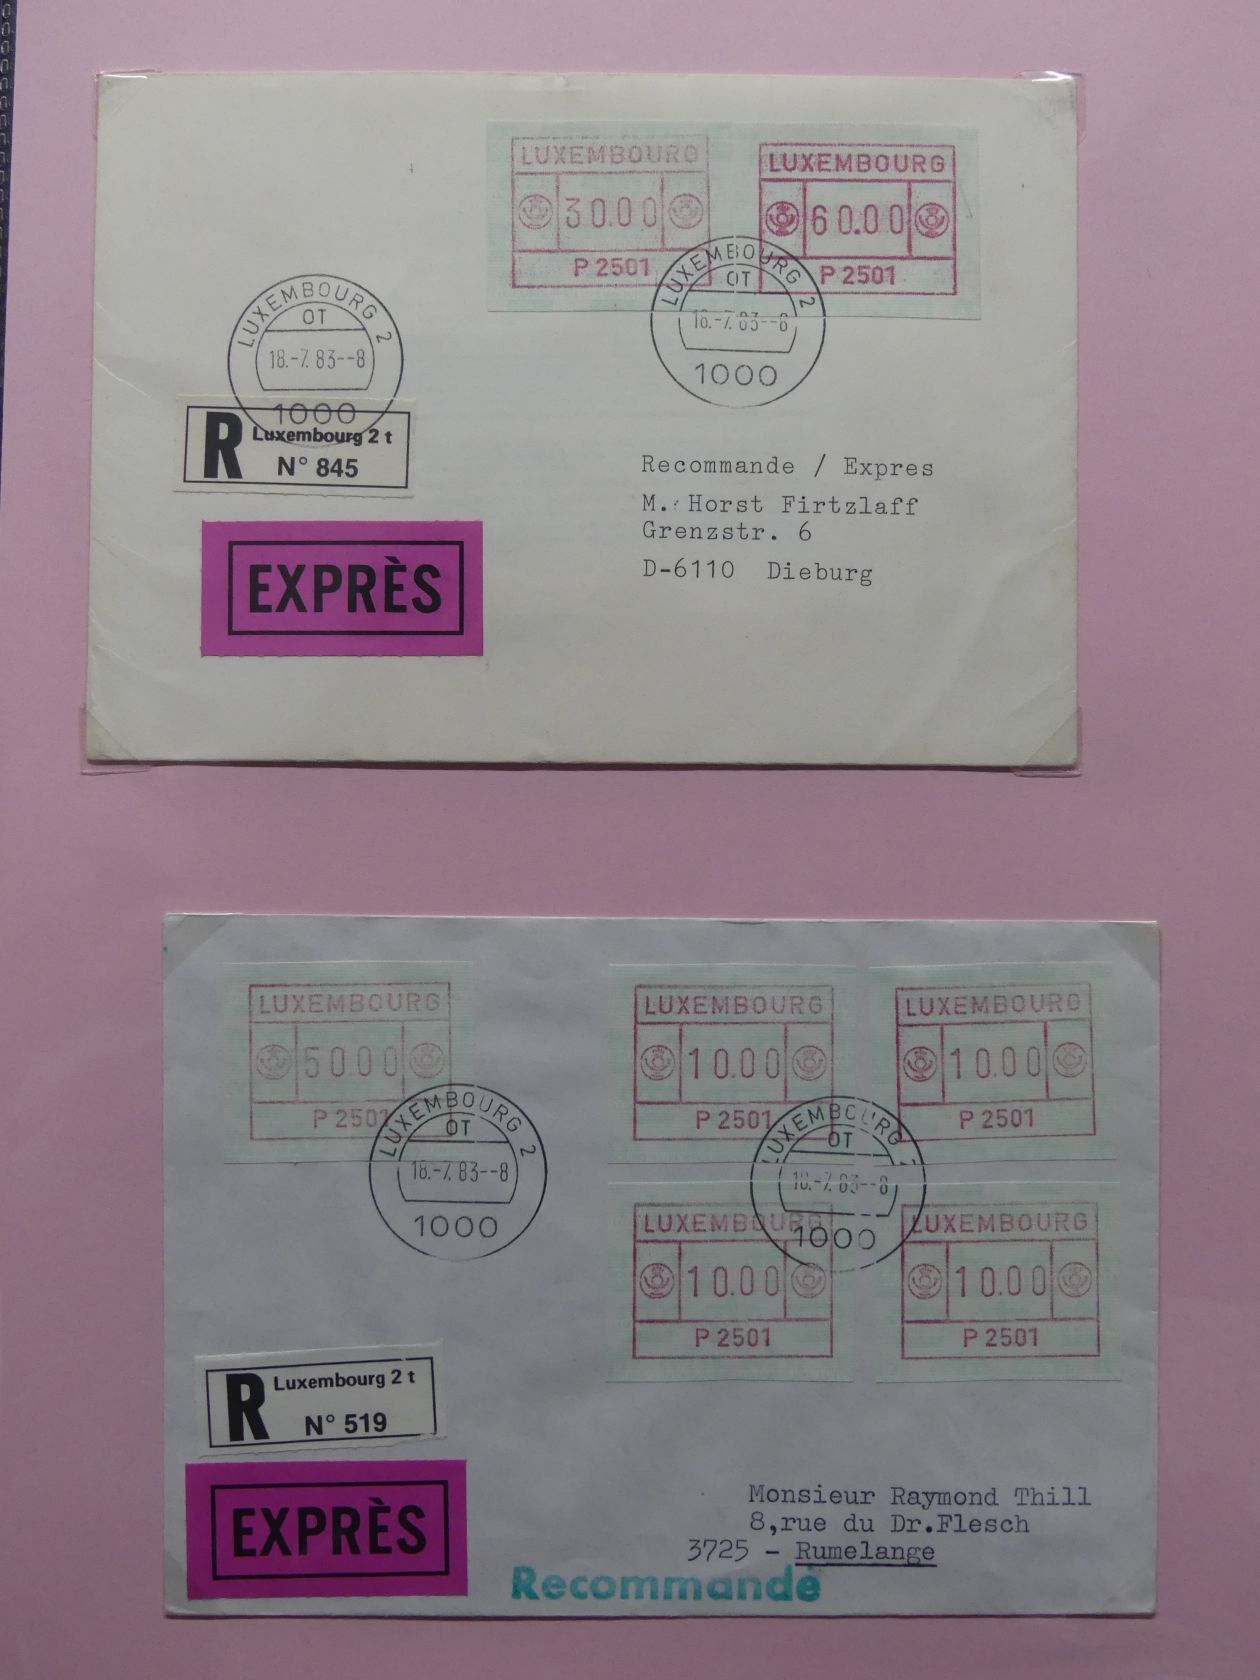 LUXEMBOURG
30.00
P 2501
LUXEMBOURG
60.00
P 2501
LUXEMBOURG 2
OT
18.-7.83--8
1000
LUXEMBOURG 2
OT
18.-7.83--8
1000
R Luxembourg 2 t
N° 845
EXPRÈS
Recommande / Expres
M. Horst Firtzlaff
Grenzstr. 6
D-6110 Dieburg
LUXEMBOURG
50.00
P 2501
LUXEMBOURG
10.00
P 2501
LUXEMBOURG
10.00
P 2501
LUXEMBOURG 2
OT
18.-7.83--8
1000
LUXEMBOURG 2
OT
18.-7.83--8
1000
LUXEMBOURG
10.00
P 2501
LUXEMBOURG
10.00
P 2501
R Luxembourg 2 t
N° 519
EXPRÈS
Monsieur Raymond Thill
8,rue du Dr.Flesch
3725 - Rumelange
Recommandé